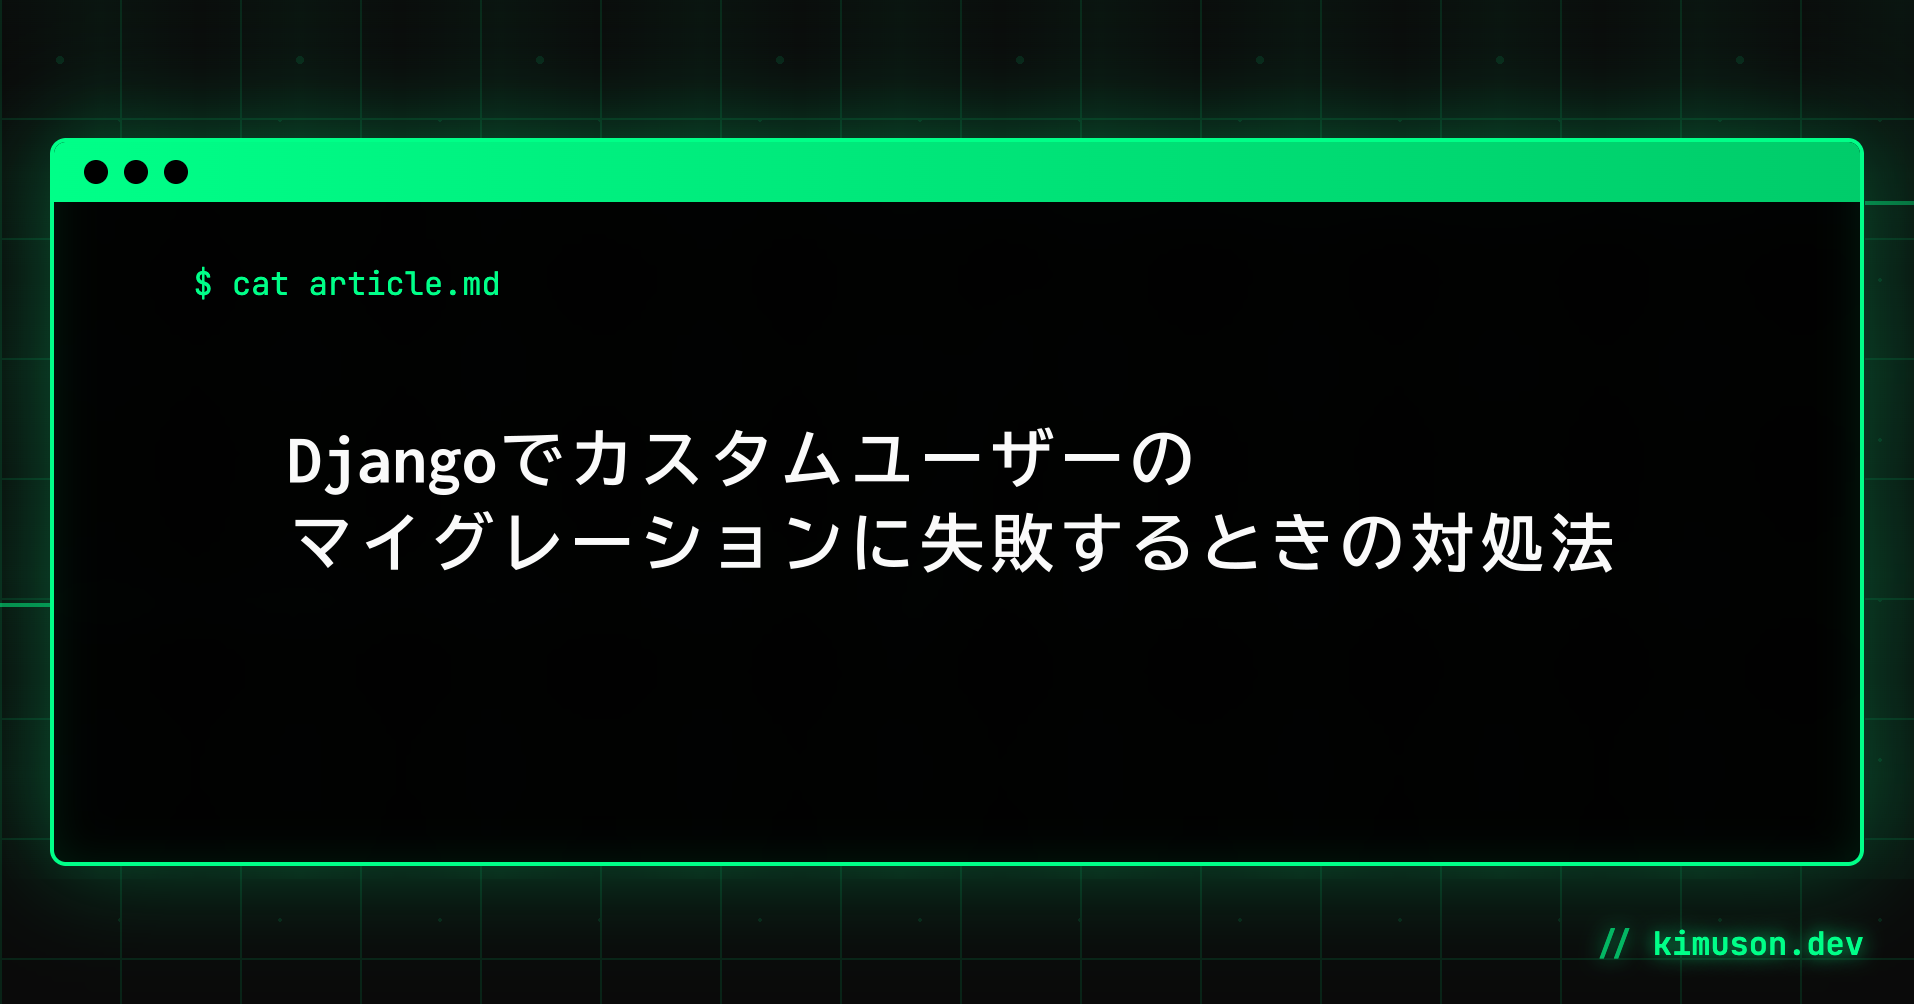 $ cat article.md
Djangoでカスタムユーザーの
マイグレーションに失敗するときの対処法
// kimuson.dev